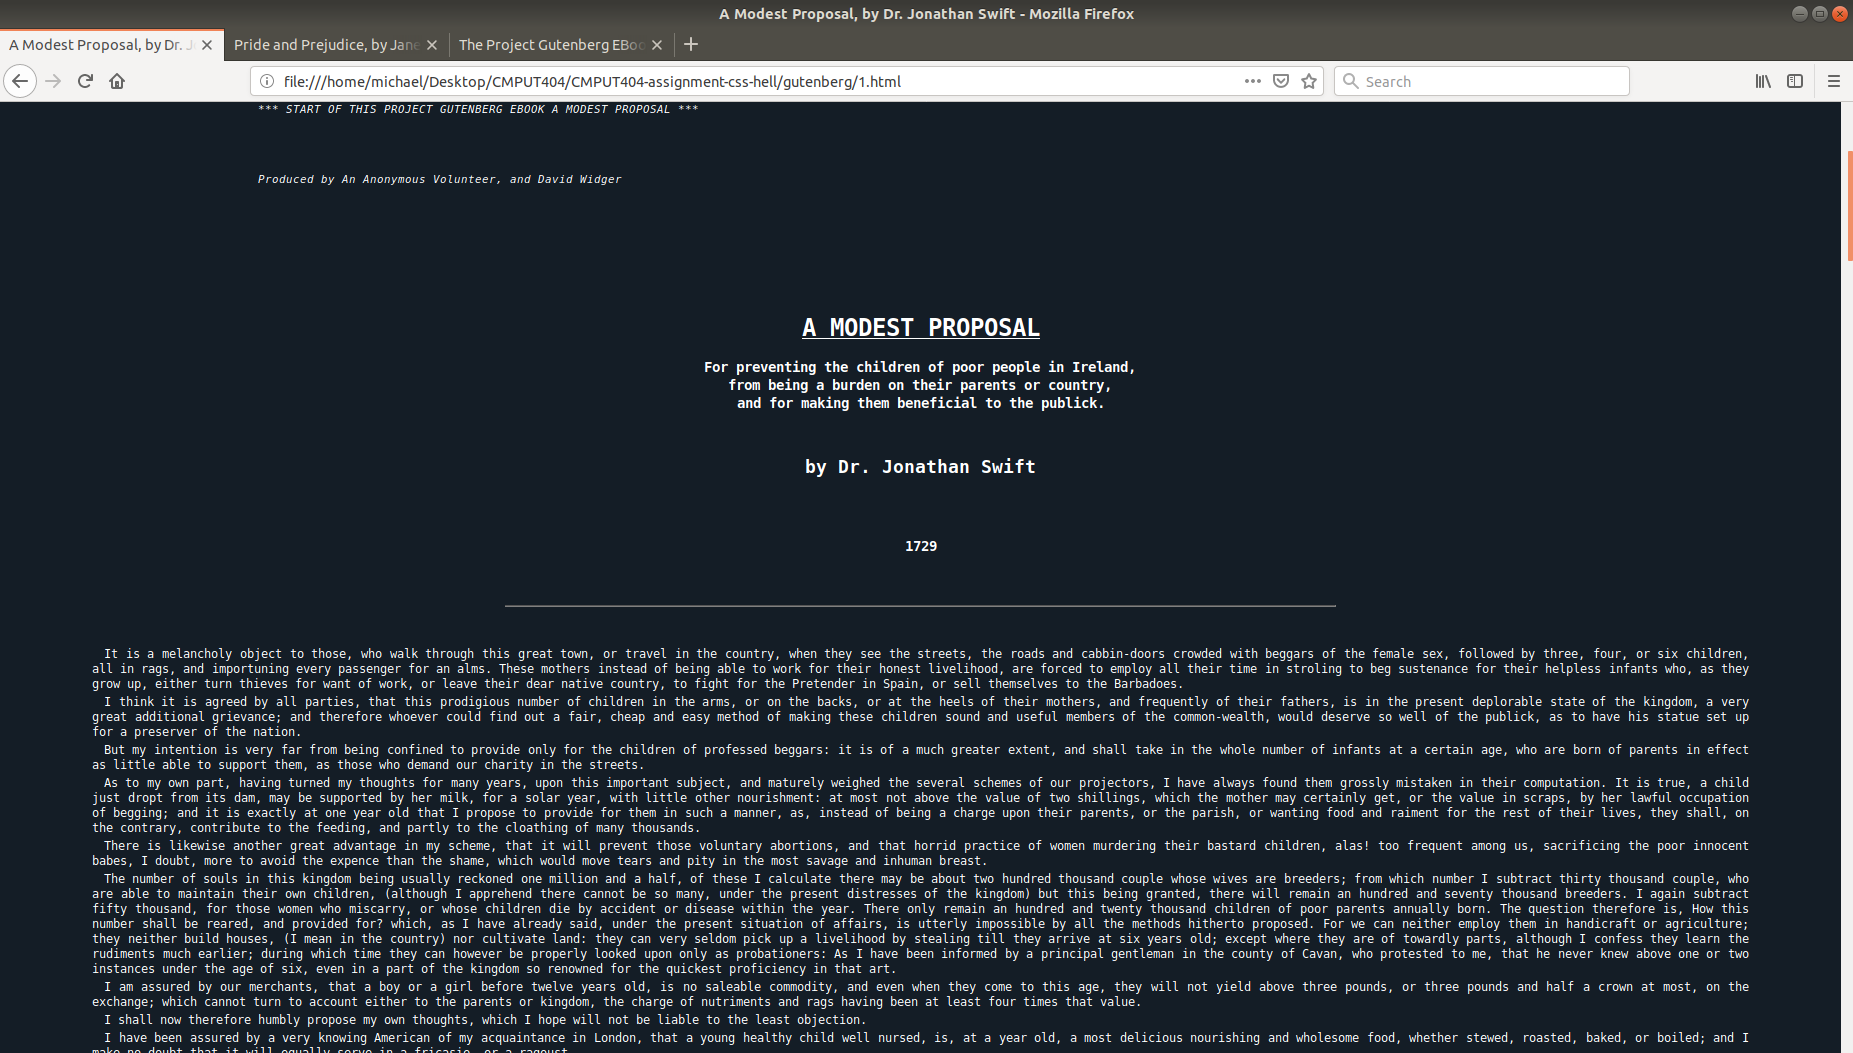 A Modest Proposal, by Dr. Jonathan Swift - Mozilla Firefox
A Modest Proposal, by Dr. J
Pride and Prejudice, by Jane
The Project Gutenberg EBoo
file:///home/michael/Desktop/CMPUT404/CMPUT404-assignment-css-hell/gutenberg/1.html
Search
*** START OF THIS PROJECT GUTENBERG EBOOK A MODEST PROPOSAL ***
Produced by An Anonymous Volunteer, and David Widger
A MODEST PROPOSAL
For preventing the children of poor people in Ireland,
from being a burden on their parents or country,
and for making them beneficial to the publick.
by Dr. Jonathan Swift
1729
It is a melancholy object to those, who walk through this great town, or travel in the country, when they see the streets, the roads and cabbin-doors crowded with beggars of the female sex, followed by three, four, or six children,
all in rags, and importuning every passenger for an alms. These mothers instead of being able to work for their honest livelihood, are forced to employ all their time in stroling to beg sustenance for their helpless infants who, as they
grow up, either turn thieves for want of work, or leave their dear native country, to fight for the Pretender in Spain, or sell themselves to the Barbadoes.
I think it is agreed by all parties, that this prodigious number of children in the arms, or on the backs, or at the heels of their mothers, and frequently of their fathers, is in the present deplorable state of the kingdom, a very
great additional grievance; and therefore whoever could find out a fair, cheap and easy method of making these children sound and useful members of the common-wealth, would deserve so well of the publick, as to have his statue set up
for a preserver of the nation.
But my intention is very far from being confined to provide only for the children of professed beggars: it is of a much greater extent, and shall take in the whole number of infants at a certain age, who are born of parents in effect
as little able to support them, as those who demand our charity in the streets.
As to my own part, having turned my thoughts for many years, upon this important subject, and maturely weighed the several schemes of our projectors, I have always found them grossly mistaken in their computation. It is true, a child
just dropt from its dam, may be supported by her milk, for a solar year, with little other nourishment: at most not above the value of two shillings, which the mother may certainly get, or the value in scraps, by her lawful occupation
of begging; and it is exactly at one year old that I propose to provide for them in such a manner, as, instead of being a charge upon their parents, or the parish, or wanting food and raiment for the rest of their lives, they shall, on
the contrary, contribute to the feeding, and partly to the cloathing of many thousands.
There is likewise another great advantage in my scheme, that it will prevent those voluntary abortions, and that horrid practice of women murdering their bastard children, alas! too frequent among us, sacrificing the poor innocent
babes, I doubt, more to avoid the expence than the shame, which would move tears and pity in the most savage and inhuman breast.
The number of souls in this kingdom being usually reckoned one million and a half, of these I calculate there may be about two hundred thousand couple whose wives are breeders; from which number I subtract thirty thousand couple, who
are able to maintain their own children, (although I apprehend there cannot be so many, under the present distresses of the kingdom) but this being granted, there will remain an hundred and seventy thousand breeders. I again subtract
fifty thousand, for those women who miscarry, or whose children die by accident or disease within the year. There only remain an hundred and twenty thousand children of poor parents annually born. The question therefore is, How this
number shall be reared, and provided for? which, as I have already said, under the present situation of affairs, is utterly impossible by all the methods hitherto proposed. For we can neither employ them in handicraft or agriculture;
they neither build houses, (I mean in the country) nor cultivate land: they can very seldom pick up a livelihood by stealing till they arrive at six years old; except where they are of towardly parts, although I confess they learn the
rudiments much earlier; during which time they can however be properly looked upon only as probationers: As I have been informed by a principal gentleman in the county of Cavan, who protested to me, that he never knew above one or two
instances under the age of six, even in a part of the kingdom so renowned for the quickest proficiency in that art.
I am assured by our merchants, that a boy or a girl before twelve years old, is no saleable commodity, and even when they come to this age, they will not yield above three pounds, or three pounds and half a crown at most, on the
exchange; which cannot turn to account either to the parents or kingdom, the charge of nutriments and rags having been at least four times that value.
I shall now therefore humbly propose my own thoughts, which I hope will not be liable to the least objection.
I have been assured by a very knowing American of my acquaintance in London, that a young healthy child well nursed, is, at a year old, a most delicious nourishing and wholesome food, whether stewed, roasted, baked, or boiled; and I
make no doubt that it will equally serve in a fricasie, or a ragoust.